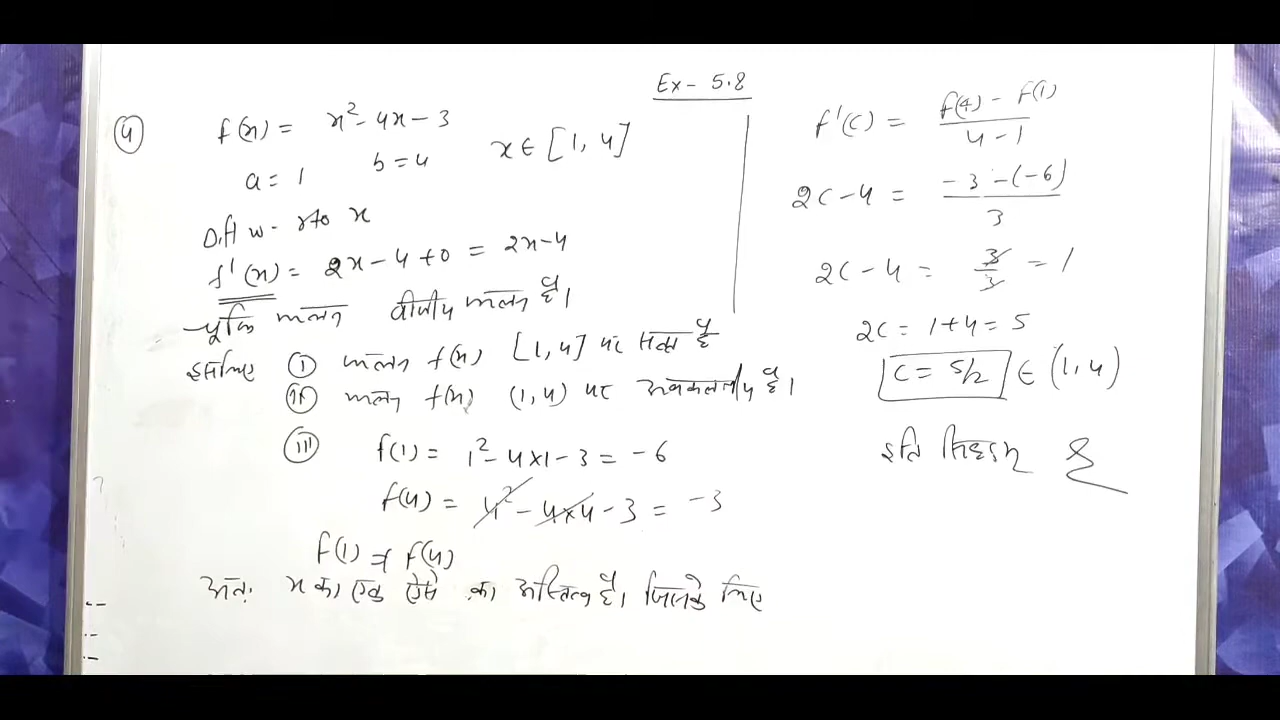 Ex- 5.8
④ f(x) = x² - 4x - 3
a = 1 b = 4 x ∈ [1, 4]
Diff w- r to x
f'(x) = 2x - 4 + 0 = 2x - 4
चूंकि फलन बीजीय फलन है।
इसलिए (i) फलन f(x) [1, 4] पर सतत है
(ii) फलन f(x) (1, 4) पर अवकलनीय है।
(iii) f(1) = 1² - 4×1 - 3 = -6
f(4) = 4² - 4×4 - 3 = -3
f(1) ≠ f(4)
अतः x का एक ऐसे का अस्तित्व है। जिसके लिए
f'(c) = f(4) - f(1) / 4 - 1
2c - 4 = -3 - (-6) / 3
2c - 4 = 3/3 = 1
2c = 1 + 4 = 5
c = 5/2 ∈ (1, 4)
इति सिद्धम्